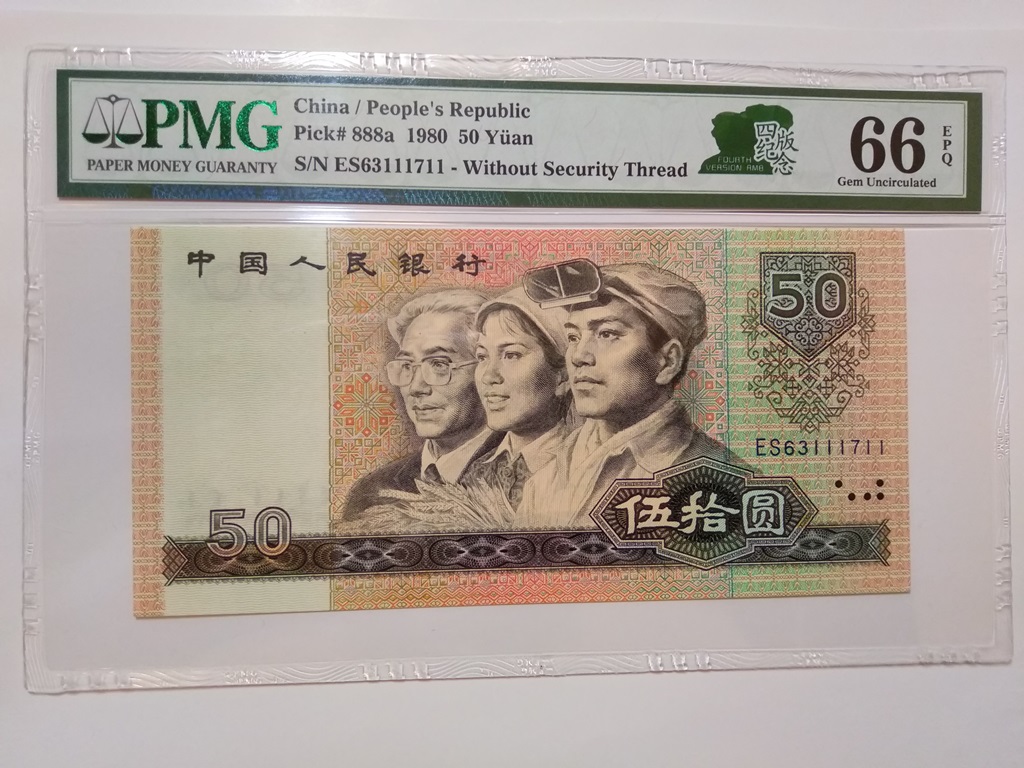 PMG
PAPER MONEY GUARANTY
China / People's Republic
Pick# 888a 1980 50 Yüan
S/N ES63111711 - Without Security Thread
四版
纪念
FOURTH
VERSION RMB
66
EPQ
Gem Uncirculated
中国人民银行
50
ES63111711
伍拾圆
50